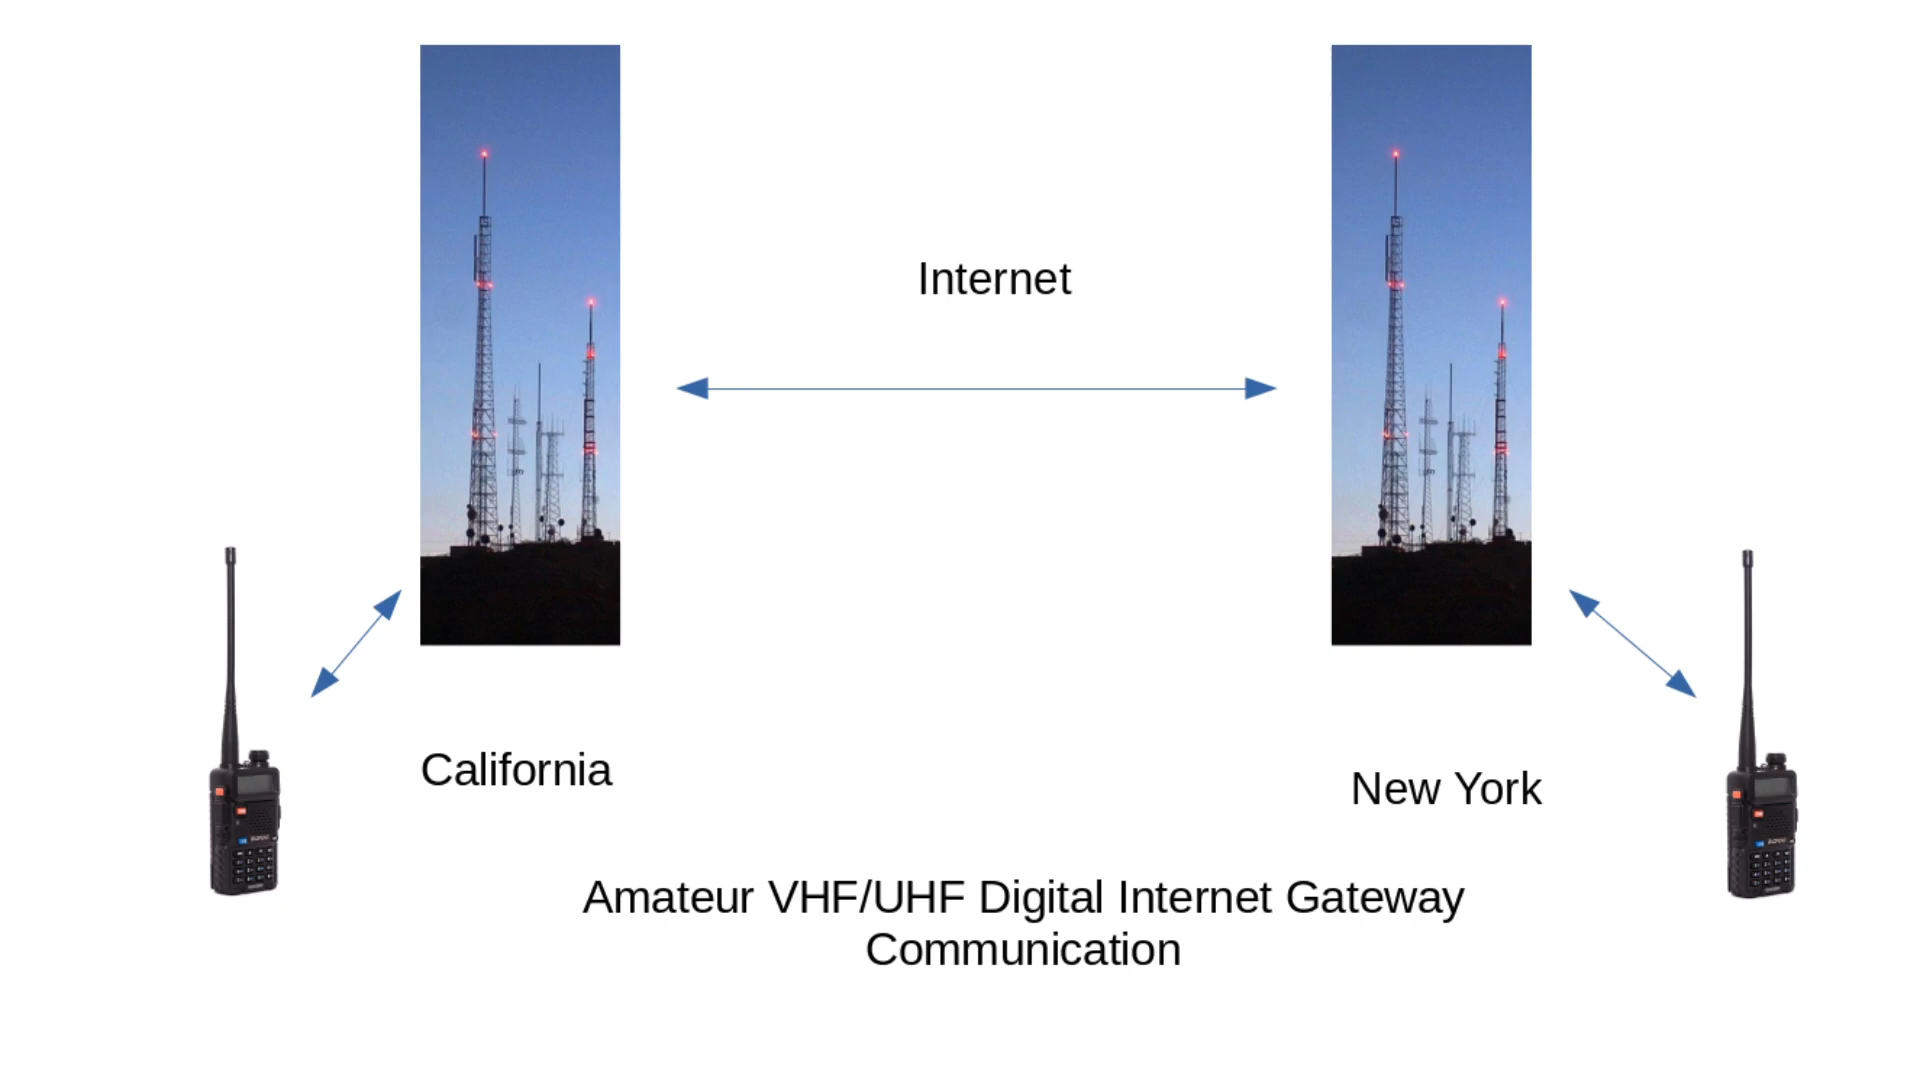 Internet
California
New York
Amateur VHF/UHF Digital Internet Gateway
Communication